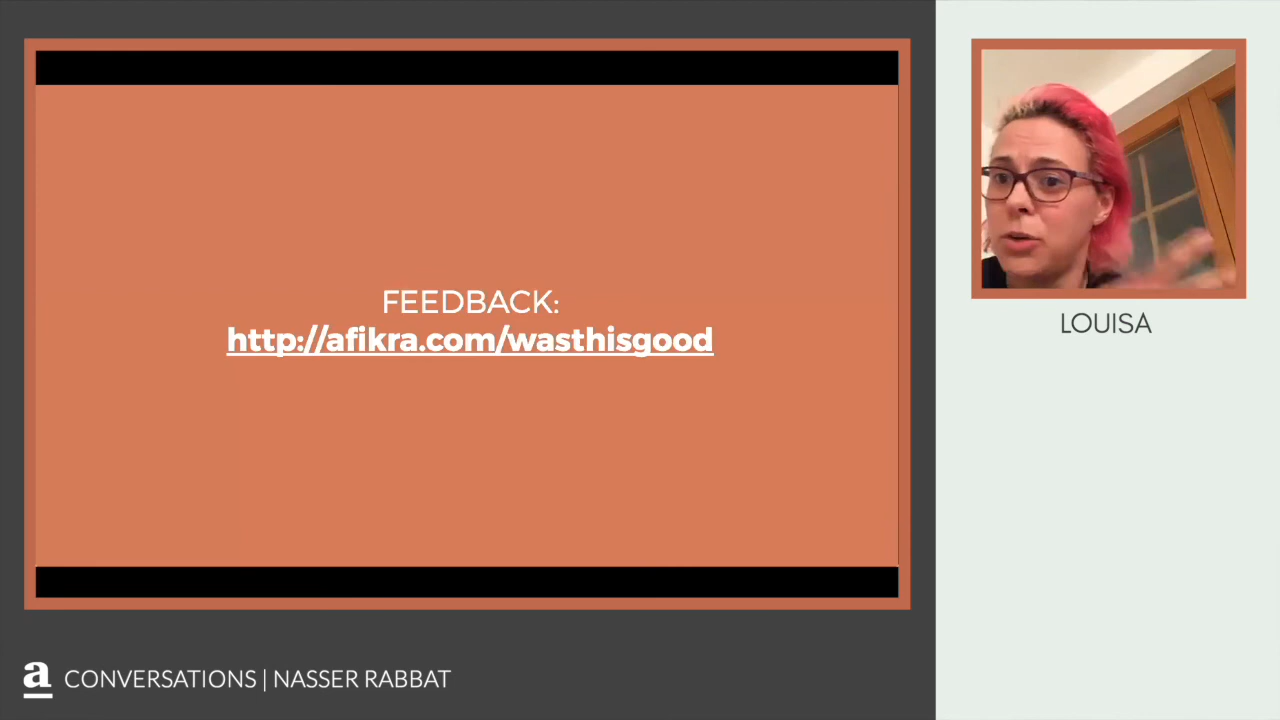 FEEDBACK:
http://afikra.com/wasthisgood
LOUISA
a CONVERSATIONS | NASSER RABBAT